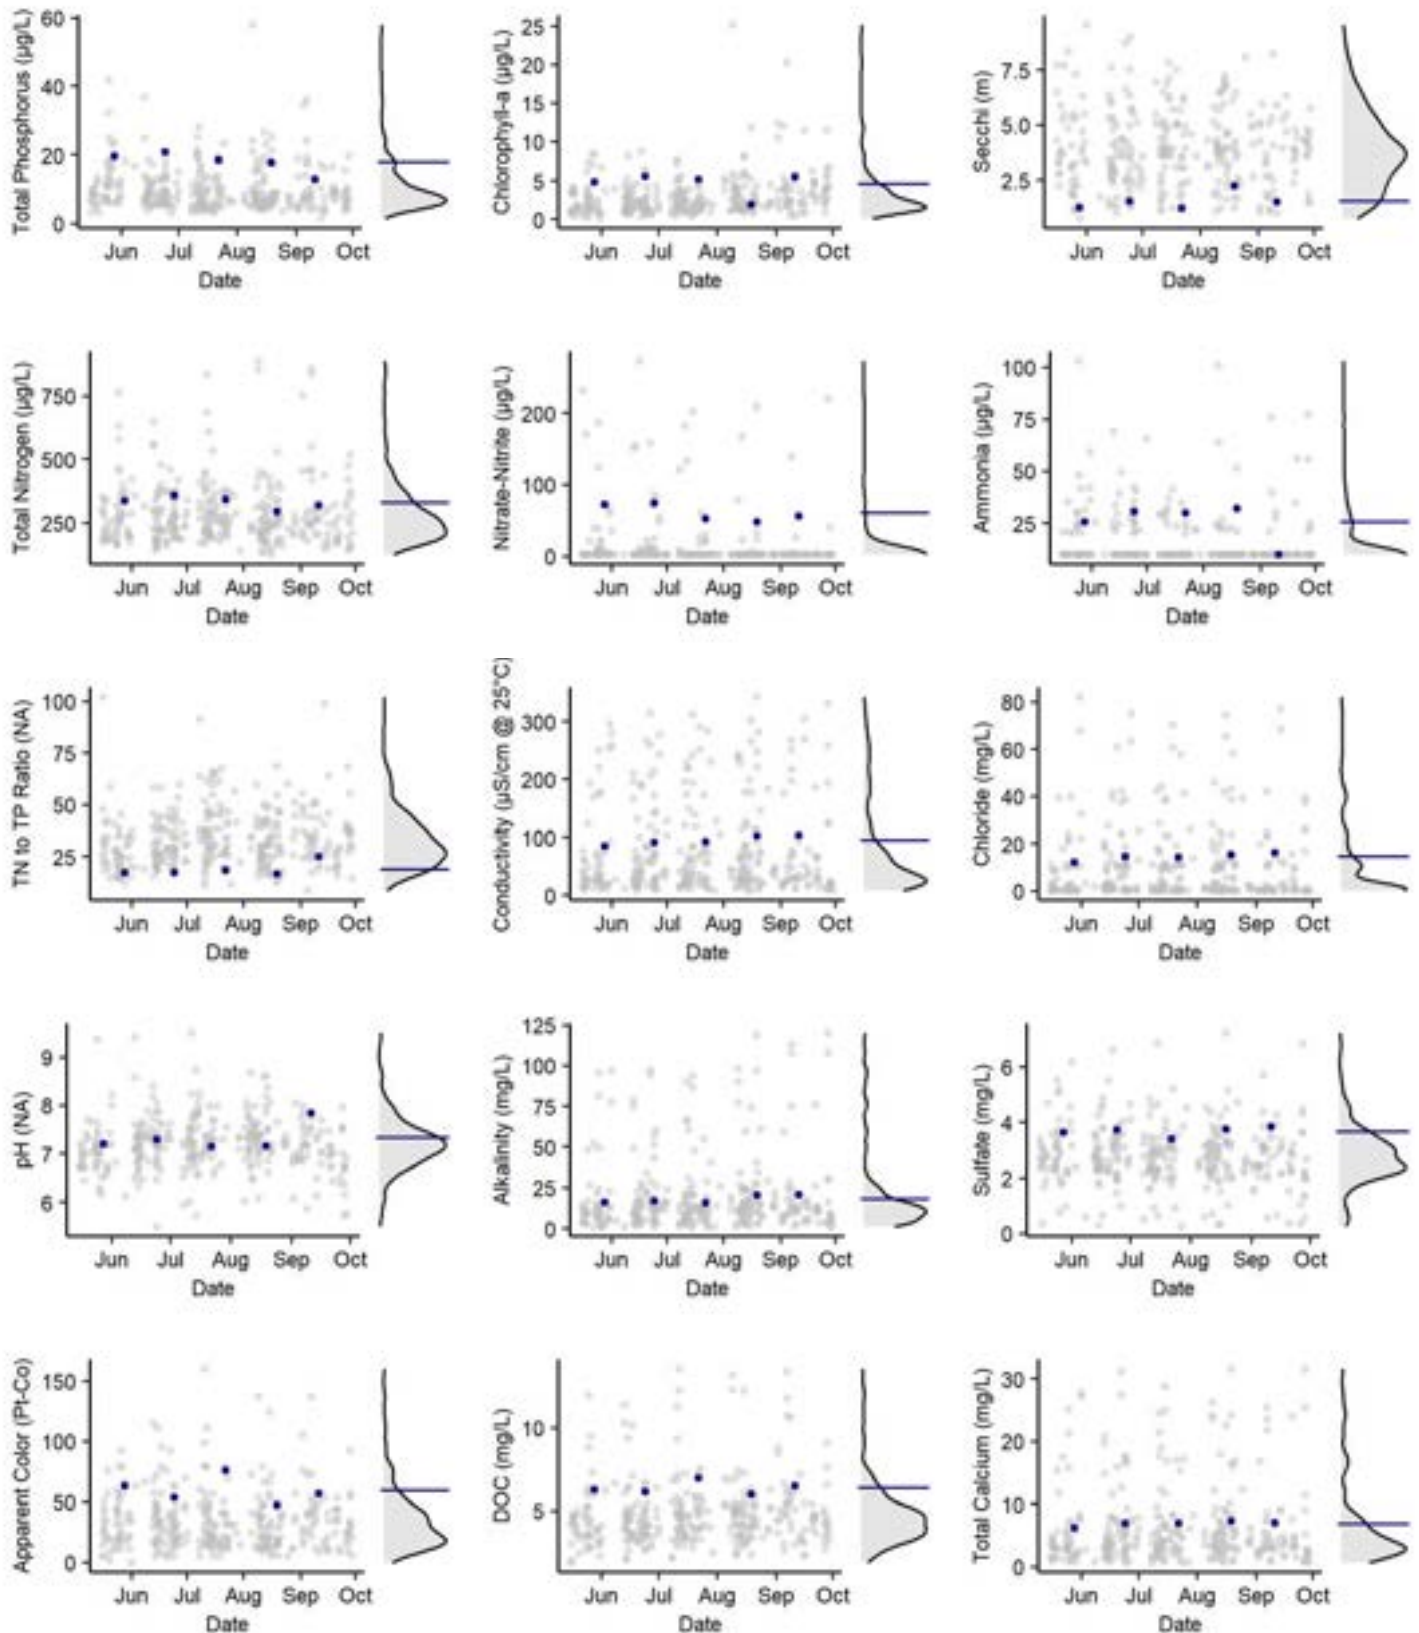 Total Phosphorus (µg/L)
60
40
20
0
Jun Jul Aug Sep Oct
Date
Chlorophyll-a (µg/L)
25
20
15
10
5
0
Jun Jul Aug Sep Oct
Date
Secchi (m)
7.5
5.0
2.5
Jun Jul Aug Sep Oct
Date
Total Nitrogen (µg/L)
750
500
250
Jun Jul Aug Sep Oct
Date
Nitrate-Nitrite (µg/L)
200
100
0
Jun Jul Aug Sep Oct
Date
Ammonia (µg/L)
100
75
50
25
Jun Jul Aug Sep Oct
Date
TN to TP Ratio (NA)
100
75
50
25
Jun Jul Aug Sep Oct
Date
Conductivity (µS/cm @ 25°C)
300
200
100
0
Jun Jul Aug Sep Oct
Date
Chloride (mg/L)
80
60
40
20
0
Jun Jul Aug Sep Oct
Date
pH (NA)
9
8
7
6
Jun Jul Aug Sep Oct
Date
Alkalinity (mg/L)
125
100
75
50
25
0
Jun Jul Aug Sep Oct
Date
Sulfate (mg/L)
6
4
2
0
Jun Jul Aug Sep Oct
Date
Apparent Color (Pt-Co)
150
100
50
0
Jun Jul Aug Sep Oct
Date
DOC (mg/L)
10
5
Jun Jul Aug Sep Oct
Date
Total Calcium (mg/L)
30
20
10
0
Jun Jul Aug Sep Oct
Date